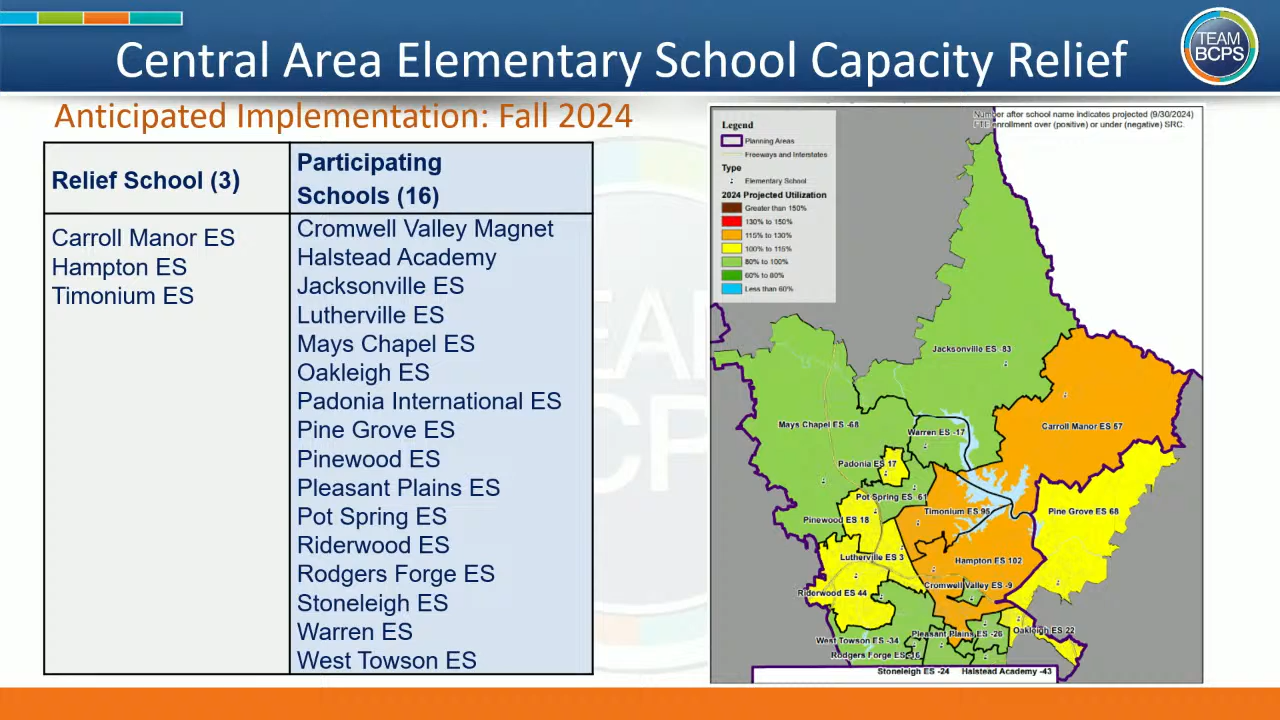 Central Area Elementary School Capacity Relief
TEAM
BCPS
Anticipated Implementation: Fall 2024
Relief School (3)
Participating
Schools (16)
Carroll Manor ES
Hampton ES
Timonium ES
Cromwell Valley Magnet
Halstead Academy
Jacksonville ES
Lutherville ES
Mays Chapel ES
Oakleigh ES
Padonia International ES
Pine Grove ES
Pinewood ES
Pleasant Plains ES
Pot Spring ES
Riderwood ES
Rodgers Forge ES
Stoneleigh ES
Warren ES
West Towson ES
Number after school name indicates projected (9/30/2024)
FTE enrollment over (positive) or under (negative) SRC.
Legend
Planning Areas
Freeways and Interstates
Type
Elementary School
2024 Projected Utilization
Greater than 150%
130% to 150%
115% to 130%
100% to 115%
80% to 100%
60% to 80%
Less than 60%
Jacksonville ES -83
Mays Chapel ES -68
Warren ES -17
Carroll Manor ES 57
Padonia ES 17
Pot Spring ES -61
Pinewood ES 18
Timonium ES
Pine Grove ES 68
Lutherville ES 3
Hampton ES 102
Cromwell Valley ES -9
Riderwood ES 44
West Towson ES -34
Pleasant Plains ES -26
Oakleigh ES 22
Rodgers Forge ES
Stoneleigh ES -24
Halstead Academy -43